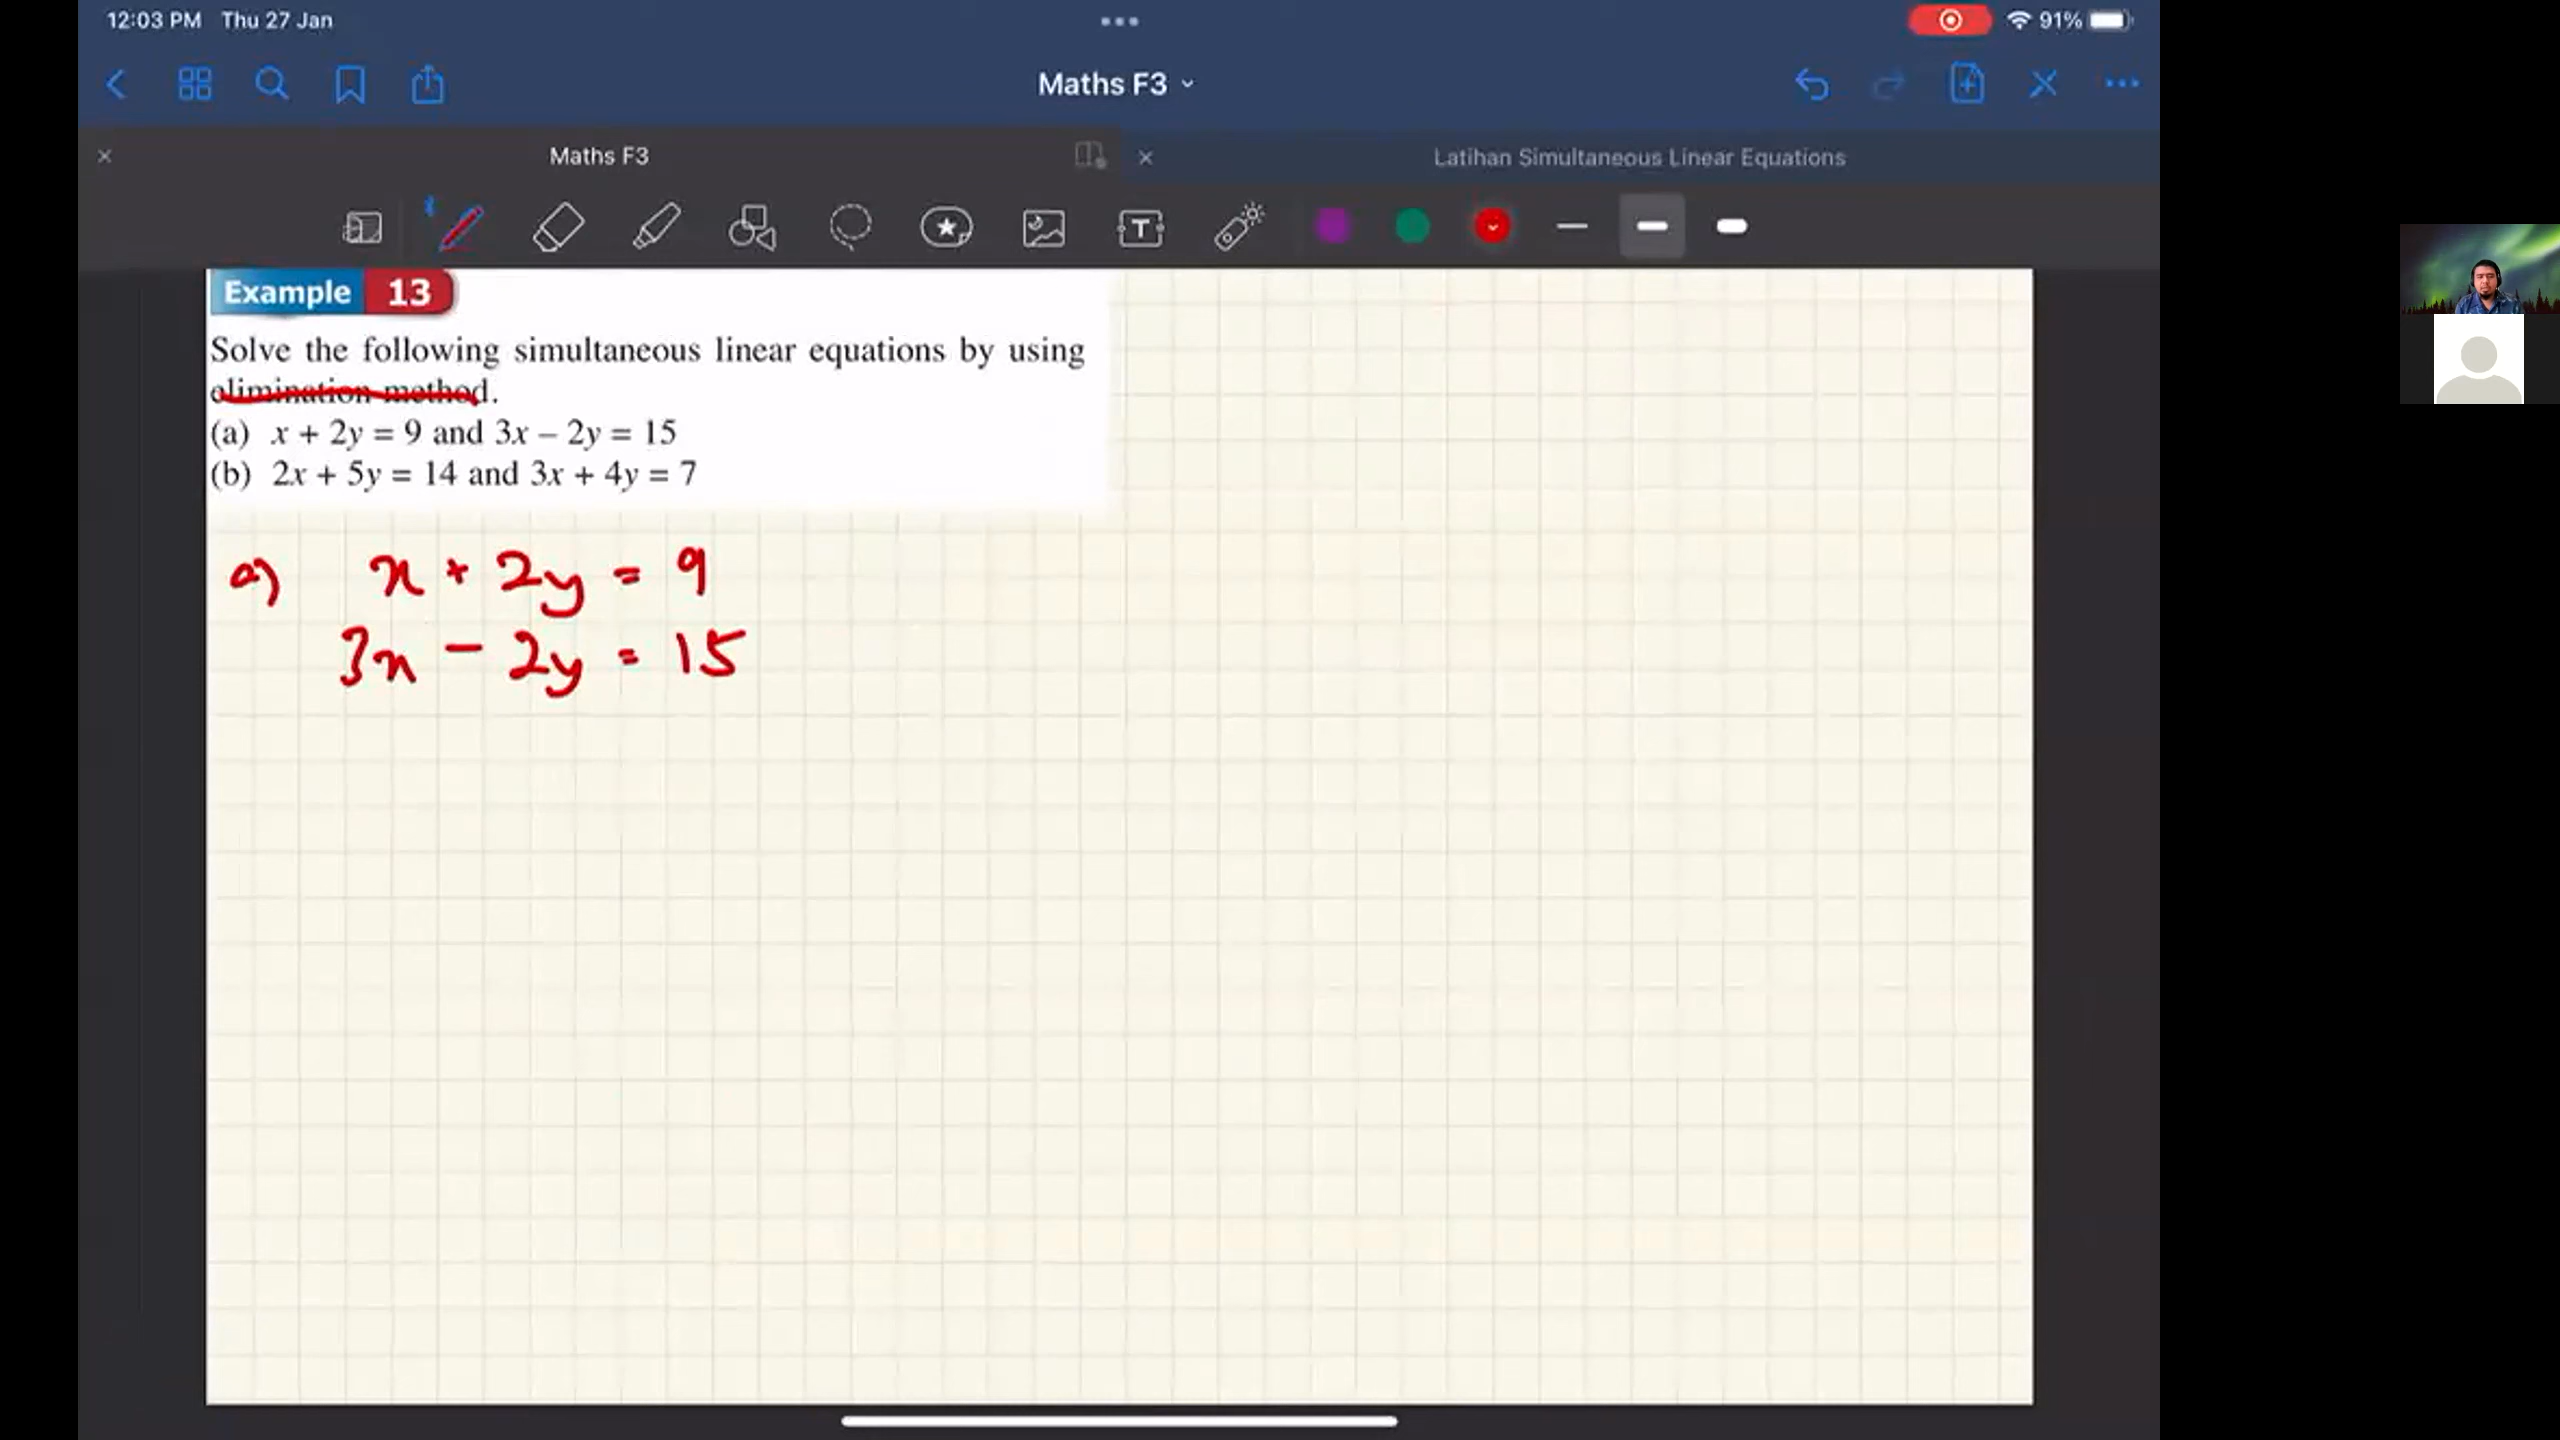 12:03 PM Thu 27 Jan
91%
Maths F3
Maths F3
Latihan Simultaneous Linear Equations
T
Example 13
Solve the following simultaneous linear equations by using
elimination method.
(a) x + 2y = 9 and 3x – 2y = 15
(b) 2x + 5y = 14 and 3x + 4y = 7
a) x + 2y = 9
3x - 2y = 15